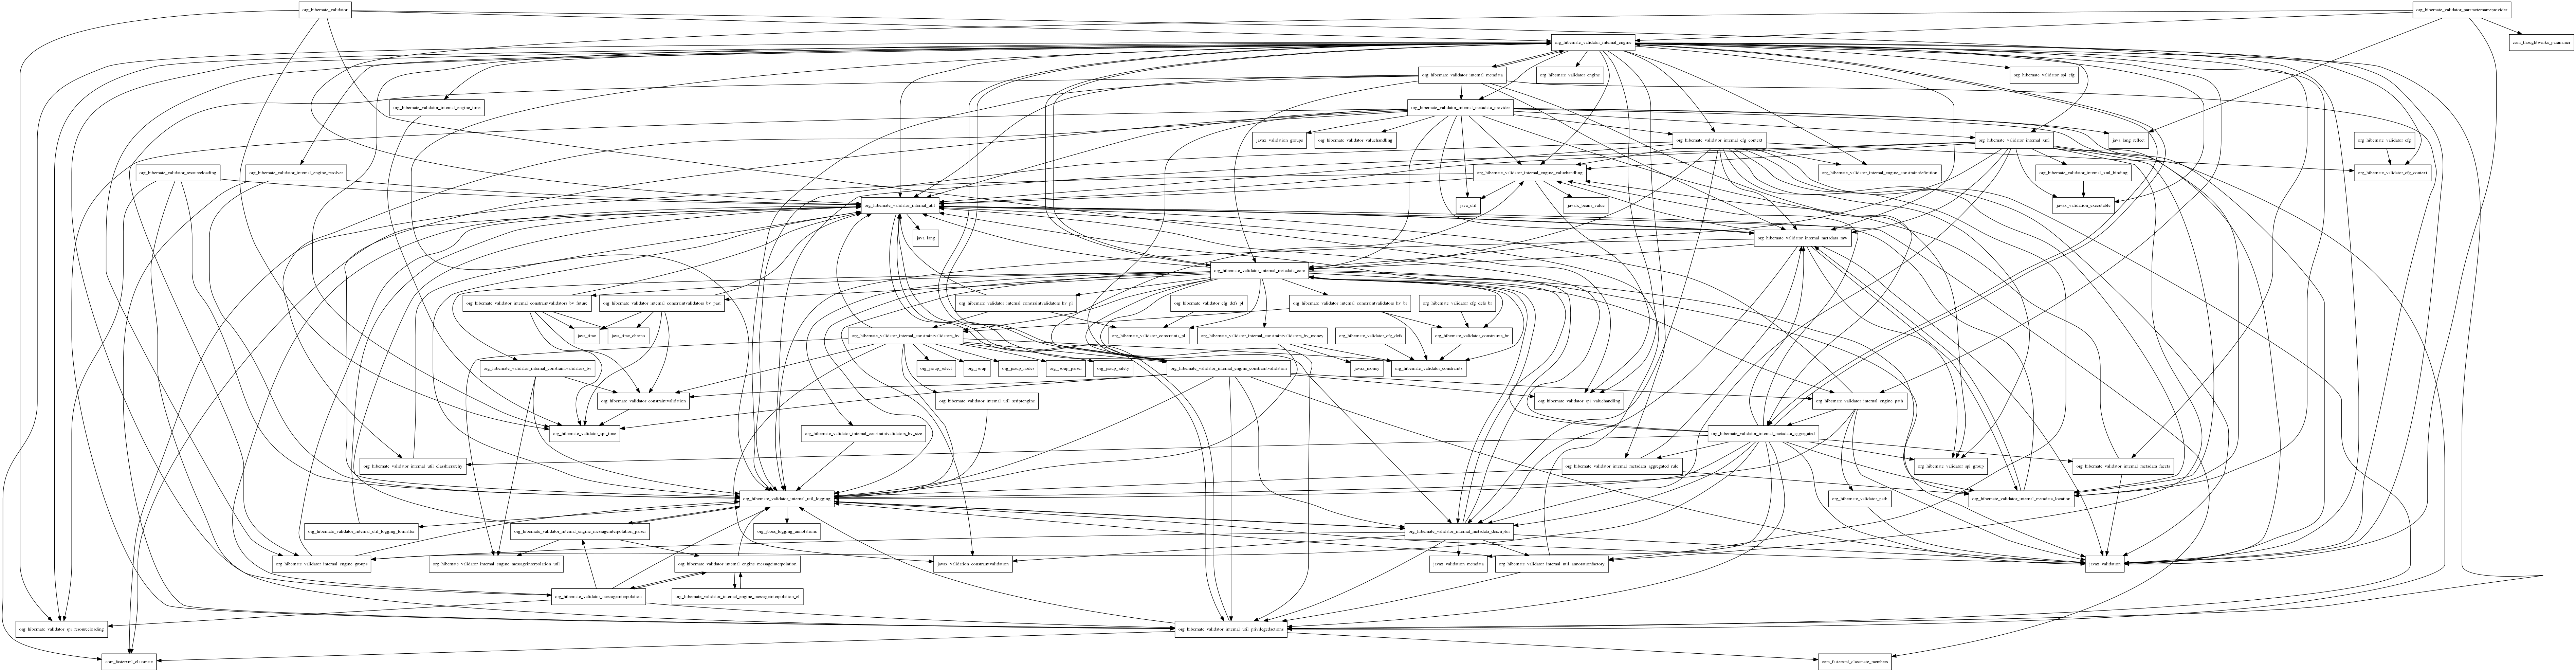 org_hibernate_validator
org_hibernate_validator_parameternameprovider
org_hibernate_validator_internal_engine
com_thoughtworks_paranamer
org_hibernate_validator_internal_metadata
org_hibernate_validator_engine
org_hibernate_validator_spi_cfg
org_hibernate_validator_internal_engine_time
org_hibernate_validator_internal_metadata_provider
javax_validation_groups
org_hibernate_validator_valuehandling
org_hibernate_validator_internal_cfg_context
org_hibernate_validator_internal_xml
java_lang_reflect
org_hibernate_validator_cfg
org_hibernate_validator_resourceloading
org_hibernate_validator_internal_engine_resolver
org_hibernate_validator_internal_engine_valuehandling
org_hibernate_validator_internal_engine_constraintdefinition
org_hibernate_validator_internal_xml_binding
org_hibernate_validator_cfg_context
org_hibernate_validator_internal_util
java_util
javafx_beans_value
javax_validation_executable
java_lang
org_hibernate_validator_internal_metadata_raw
org_hibernate_validator_internal_metadata_core
org_hibernate_validator_internal_constraintvalidators_bv_future
org_hibernate_validator_internal_constraintvalidators_bv_past
org_hibernate_validator_internal_constraintvalidators_hv_pl
org_hibernate_validator_cfg_defs_pl
org_hibernate_validator_internal_constraintvalidators_hv_br
org_hibernate_validator_cfg_defs_br
java_time
java_time_chrono
org_hibernate_validator_internal_constraintvalidators_hv
org_hibernate_validator_constraints_pl
org_hibernate_validator_internal_constraintvalidators_bv_money
org_hibernate_validator_cfg_defs
org_hibernate_validator_constraints_br
org_hibernate_validator_internal_constraintvalidators_bv
org_jsoup_select
org_jsoup
org_jsoup_nodes
org_jsoup_parser
org_jsoup_safety
org_hibernate_validator_internal_engine_constraintvalidation
javax_money
org_hibernate_validator_constraints
org_hibernate_validator_constraintvalidation
org_hibernate_validator_internal_util_scriptengine
org_hibernate_validator_spi_valuehandling
org_hibernate_validator_internal_engine_path
org_hibernate_validator_spi_time
org_hibernate_validator_internal_constraintvalidators_bv_size
org_hibernate_validator_internal_metadata_aggregated
org_hibernate_validator_internal_util_classhierarchy
org_hibernate_validator_internal_metadata_aggregated_rule
org_hibernate_validator_spi_group
org_hibernate_validator_internal_metadata_facets
org_hibernate_validator_internal_util_logging
org_hibernate_validator_path
org_hibernate_validator_internal_metadata_location
org_hibernate_validator_internal_util_logging_formatter
org_hibernate_validator_internal_engine_messageinterpolation_parser
org_jboss_logging_annotations
org_hibernate_validator_internal_metadata_descriptor
org_hibernate_validator_internal_engine_groups
org_hibernate_validator_internal_engine_messageinterpolation_util
org_hibernate_validator_internal_engine_messageinterpolation
javax_validation_constraintvalidation
javax_validation_metadata
org_hibernate_validator_internal_util_annotationfactory
javax_validation
org_hibernate_validator_messageinterpolation
org_hibernate_validator_internal_engine_messageinterpolation_el
org_hibernate_validator_spi_resourceloading
org_hibernate_validator_internal_util_privilegedactions
com_fasterxml_classmate
com_fasterxml_classmate_members